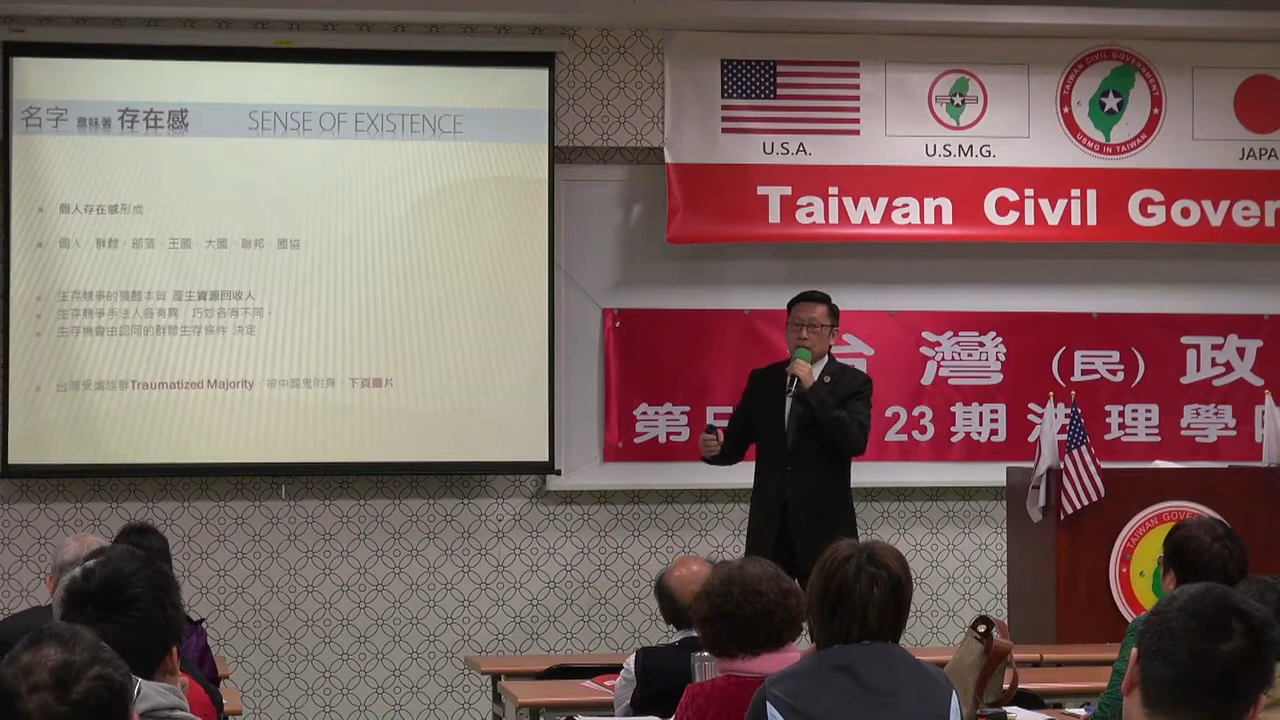 名字 意味著 存在感 SENSE OF EXISTENCE
個人存在感形成
個人、群體、部落、王國、大國、聯邦、國協
生存競爭的殘酷本質 產生資源回收人
生存競爭手法人各有異，巧妙各有不同。
生存機會由認同的群體生存條件 決定
台灣受虐族群Traumatized Majority、被中國鬼附身、下頁圖片
U.S.A.
U.S.M.G.
TAIWAN CIVIL GOVERNMENT
USMG IN TAIWAN
JAPA
Taiwan Civil Gover
台灣（民）政
第 23期 理學
TAIWAN GOVER